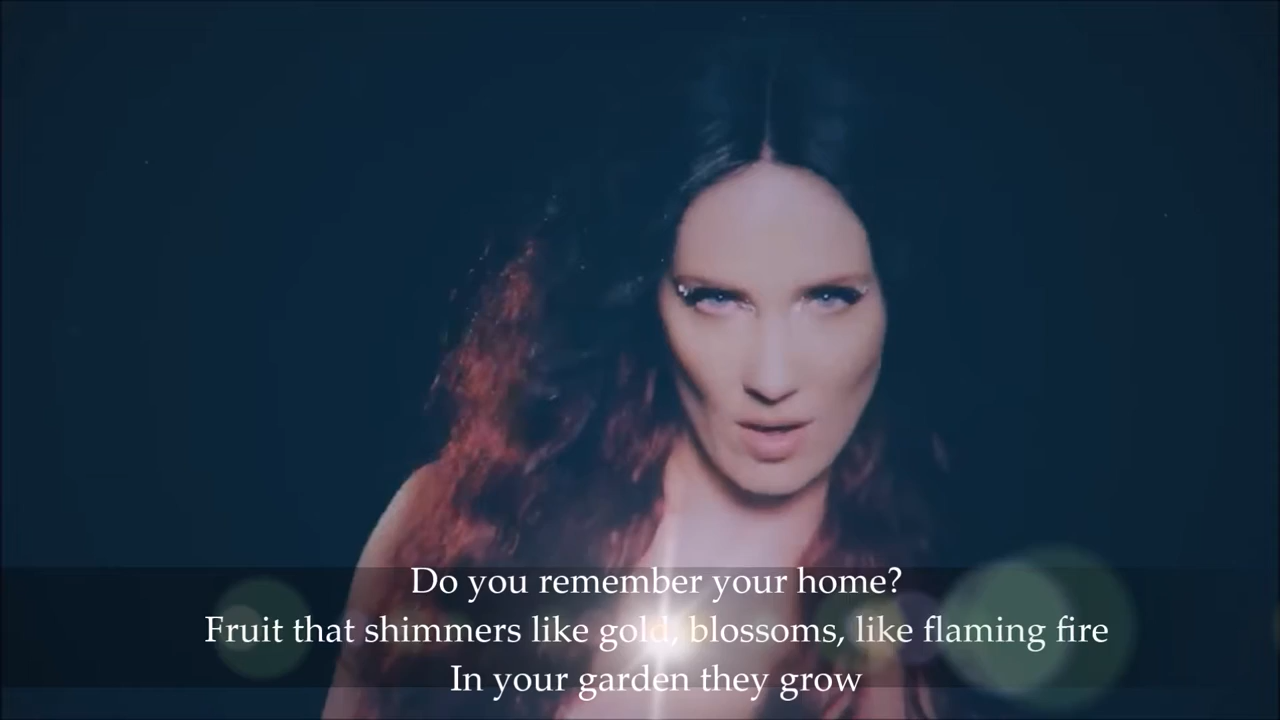 Do you remember your home?
Fruit that shimmers like gold, blossoms, like flaming fire
In your garden they grow